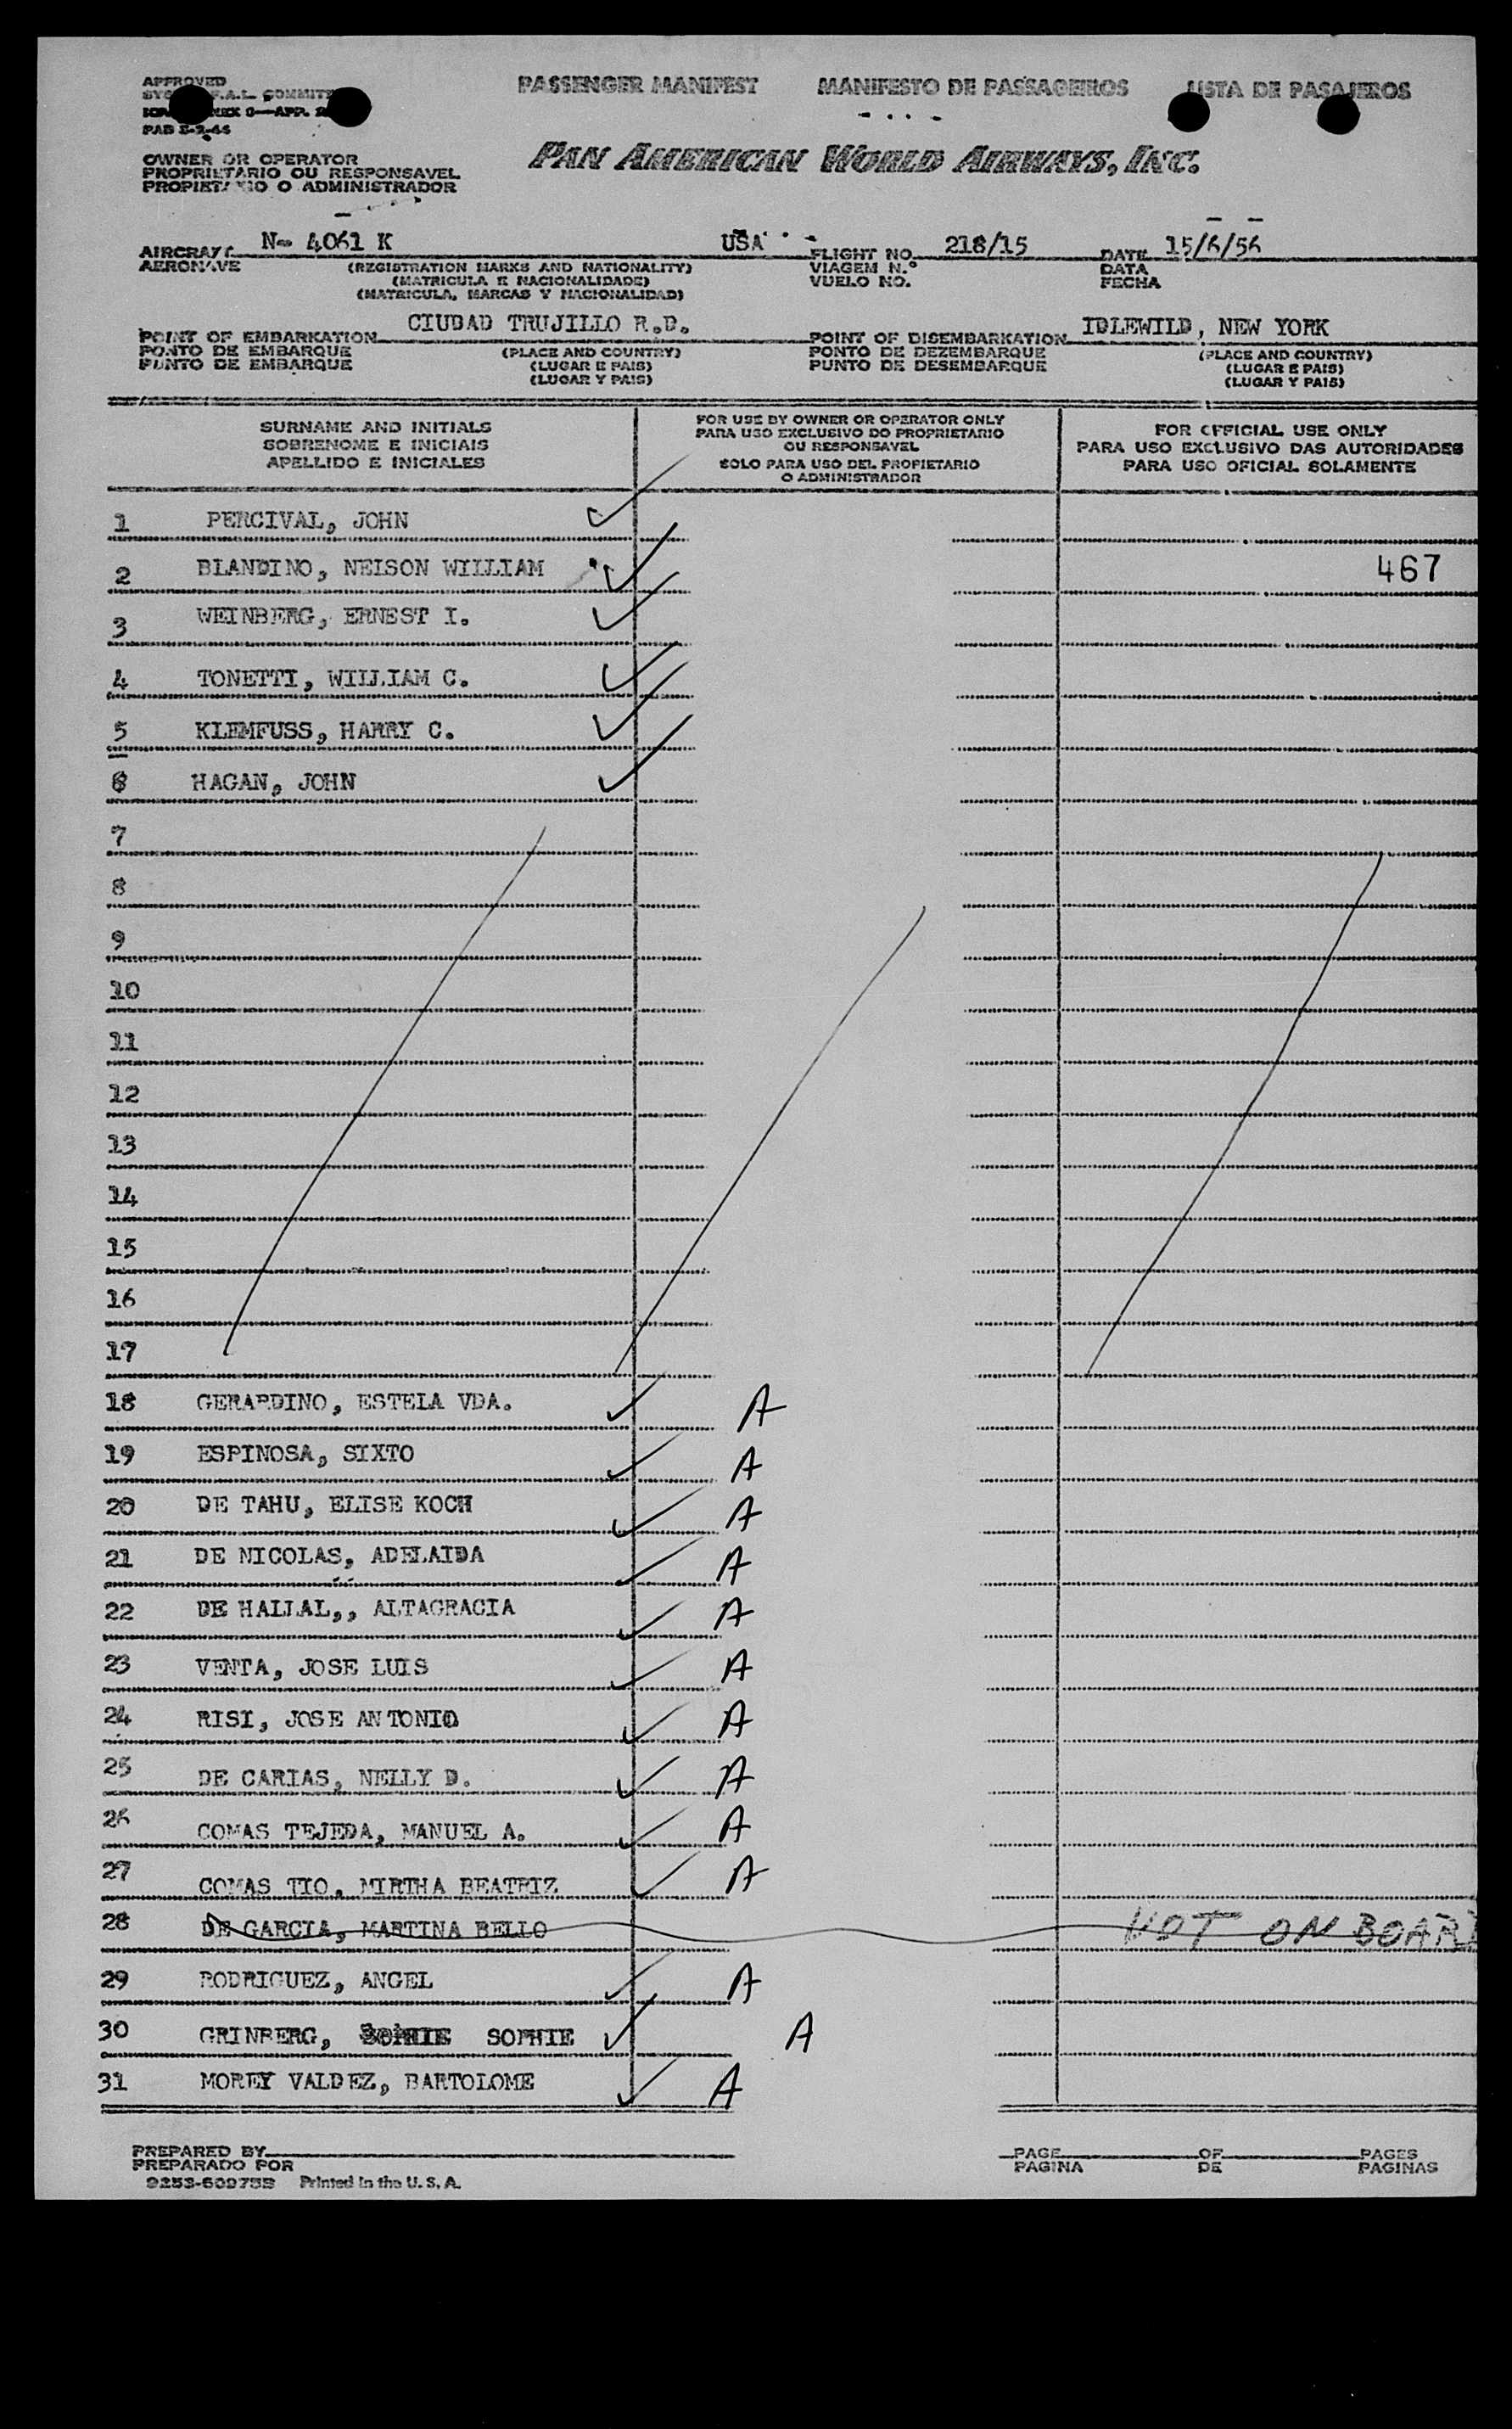 PASSENGER MANIFEST MANIFESTO DE PASSAGEIROS LISTA DE PASAJEROS
APPROVED
F.A.L.
PAD
PAN AMERICAN WORLD AIRWAYS, INC.
OWNER OR OPERATOR
PROPRIETARIO OU RESPONSAVEL
PROPIETARIO O ADMINISTRADOR
AIRCRAFT N- 4061 K USA FLIGHT NO. 218/15 DATE 15/6/56
AERONAVE (REGISTRATION MARKS AND NATIONALITY) VIAGEM N.º DATA
(MATRICULA E NACIONALIDADE) VUELO NO. FECHA
(MATRICULA, MARCAS Y NACIONALIDAD)
POINT OF EMBARKATION CIUDAD TRUJILLO R.D. POINT OF DISEMBARKATION IDLEWILD, NEW YORK
PONTO DE EMBARQUE (PLACE AND COUNTRY) PONTO DE DEZEMBARQUE (PLACE AND COUNTRY)
PUNTO DE EMBARQUE (LUGAR E PAIS) PUNTO DE DESEMBARQUE (LUGAR E PAIS)
(LUGAR Y PAIS) (LUGAR Y PAIS)
SURNAME AND INITIALS
SOBRENOME E INICIAIS
APELLIDO E INICIALES
FOR USE BY OWNER OR OPERATOR ONLY
PARA USO EXCLUSIVO DO PROPRIETARIO
OU RESPONSAVEL
SOLO PARA USO DEL PROPIETARIO
O ADMINISTRADOR
FOR OFFICIAL USE ONLY
PARA USO EXCLUSIVO DAS AUTORIDADES
PARA USO OFICIAL SOLAMENTE
1 PERCIVAL, JOHN
2 BLANDINO, NELSON WILLIAM 467
3 WEINBERG, ERNEST I.
4 TONETTI, WILLIAM C.
5 KLEMFUSS, HARRY C.
6 HAGAN, JOHN
7
8
9
10
11
12
13
14
15
16
17
18 GERARDINO, ESTELA VDA. A
19 ESPINOSA, SIXTO A
20 DE TAHU, ELISE KOCH A
21 DE NICOLAS, ADELAIDA A
22 DE HALLAL,, ALTAGRACIA A
23 VENTA, JOSE LUIS A
24 RISI, JOSE ANTONIO A
25 DE CARIAS, NELLY D. A
26 COMAS TEJEDA, MANUEL A. A
27 COMAS TIO, MIRTHA BEATRIZ A
28 DE GARCIA, MARTINA BELLO NOT ON BOARD
29 RODRIGUEZ, ANGEL A
30 GRINBERG, SOPHIE A
31 MOREY VALDEZ, BARTOLOME A
PREPARED BY PAGE OF PAGES
PREPARADO POR PAGINA DE PAGINAS
9253-609755 Printed in the U.S.A.